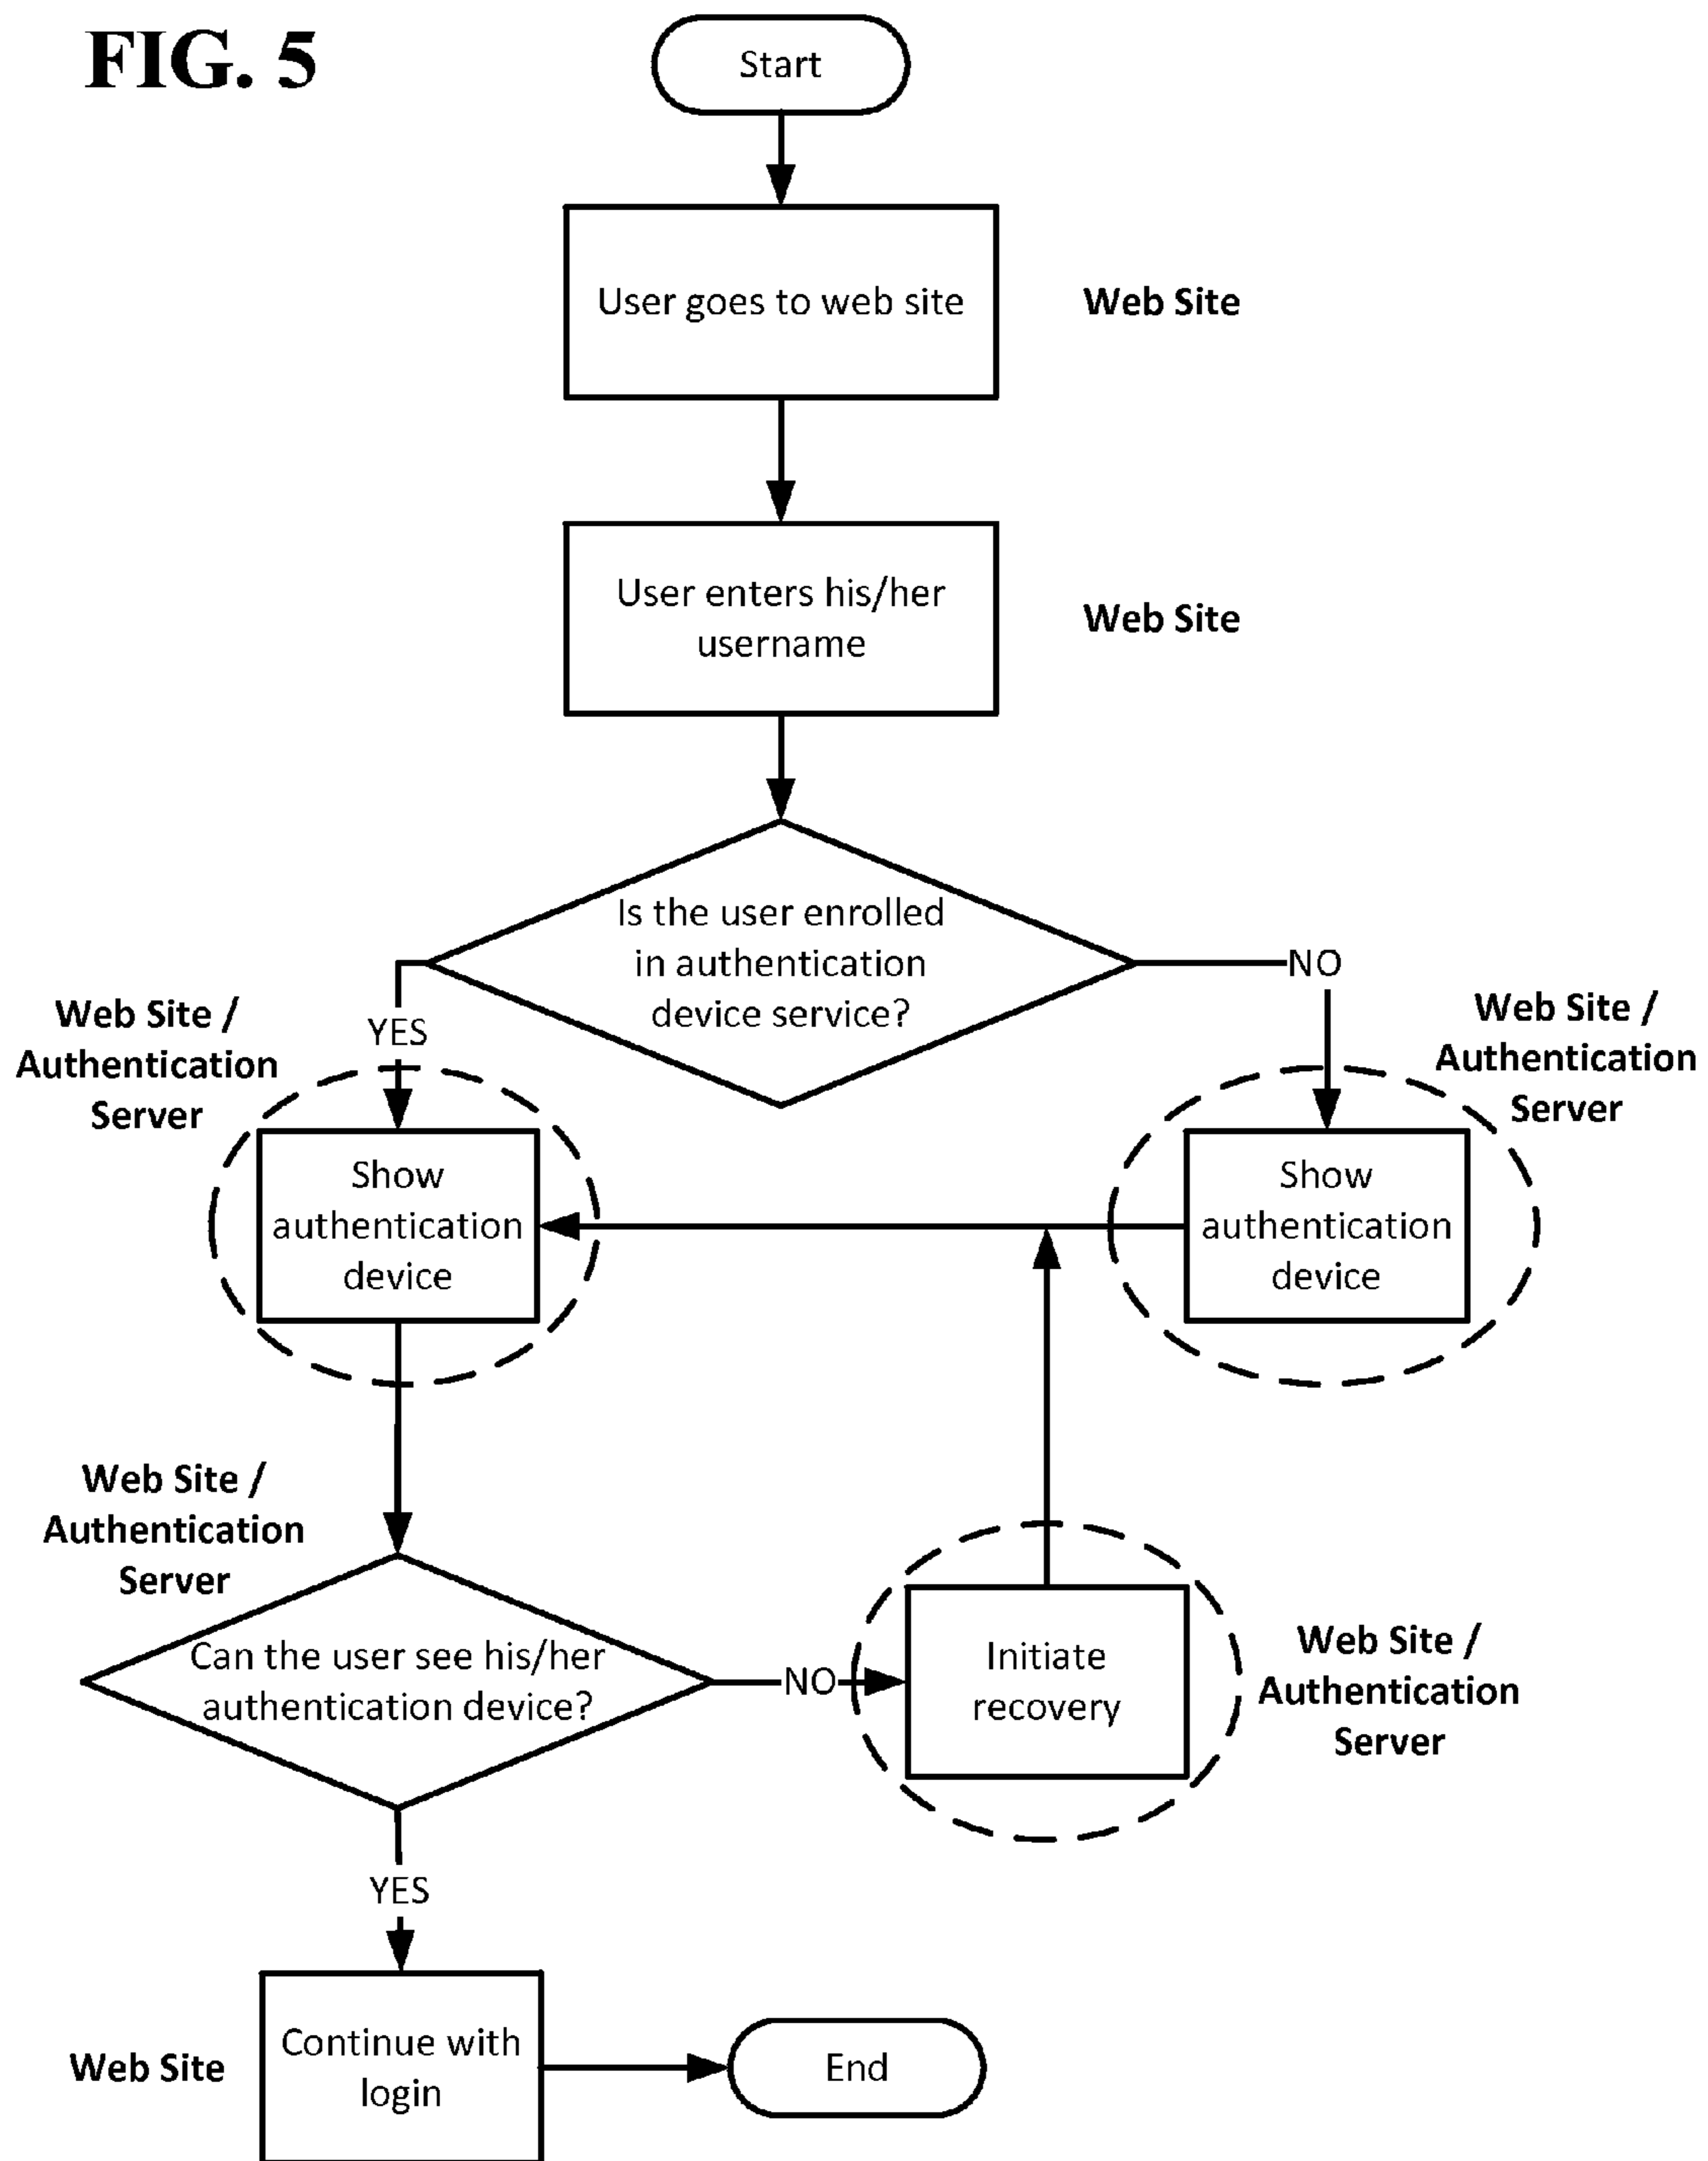 FIG. 5
Start
User goes to web site
Web Site
User enters his/her
username
Web Site
Is the user enrolled
in authentication
device service?
NO
YES
Web Site /
Authentication
Server
Web Site /
Authentication
Server
Show
authentication
device
Show
authentication
device
Web Site /
Authentication
Server
Can the user see his/her
authentication device?
NO
Initiate
recovery
Web Site /
Authentication
Server
YES
Continue with
login
Web Site
End